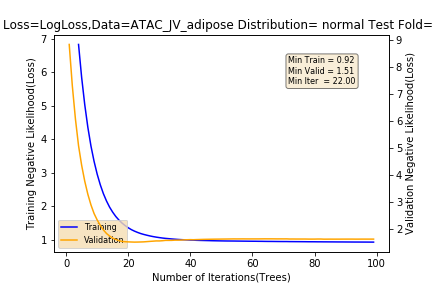 Loss=LogLoss,Data=ATAC_JV_adipose Distribution= normal Test Fold=
7
6
5
4
3
2
1
Training Negative Likelihood(Loss)
Min Train = 0.92
Min Valid = 1.51
Min Iter = 22.00
Training
Validation
9
8
7
6
5
4
3
2
Validation Negative Likelihood(Loss)
0 20 40 60 80 100
Number of Iterations(Trees)